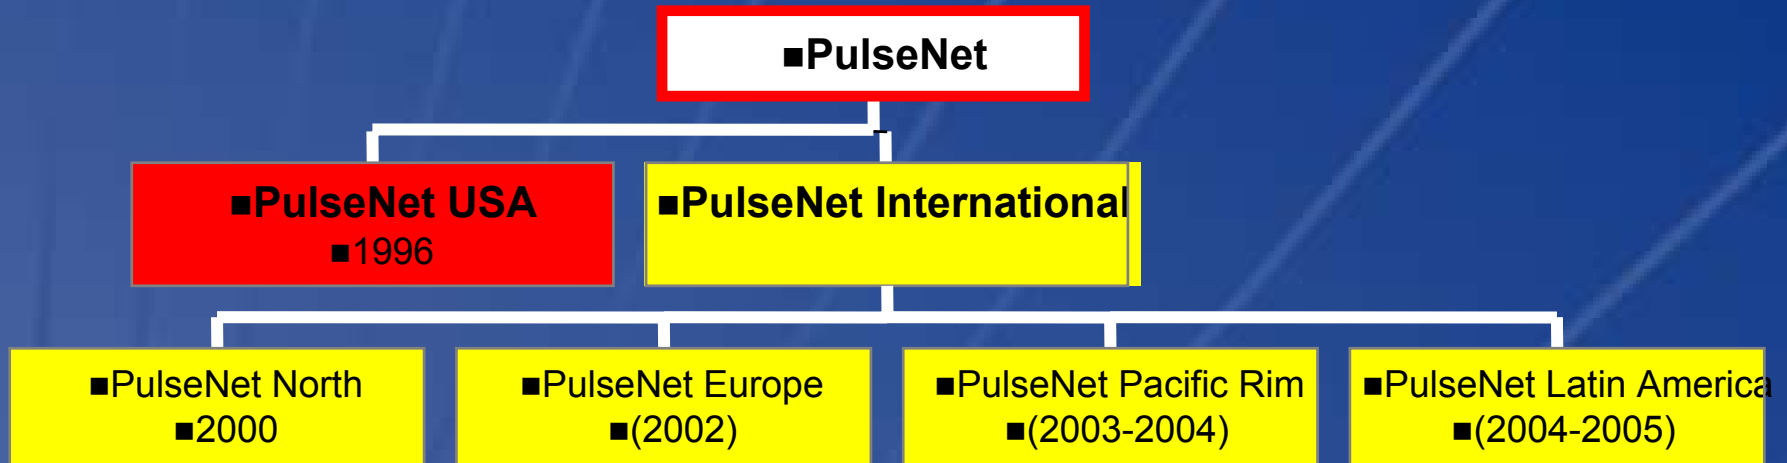 ■PulseNet
■PulseNet USA
■1996
■PulseNet International
■PulseNet North
■2000
■PulseNet Europe
■(2002)
■PulseNet Pacific Rim
■(2003-2004)
■PulseNet Latin America
■(2004-2005)